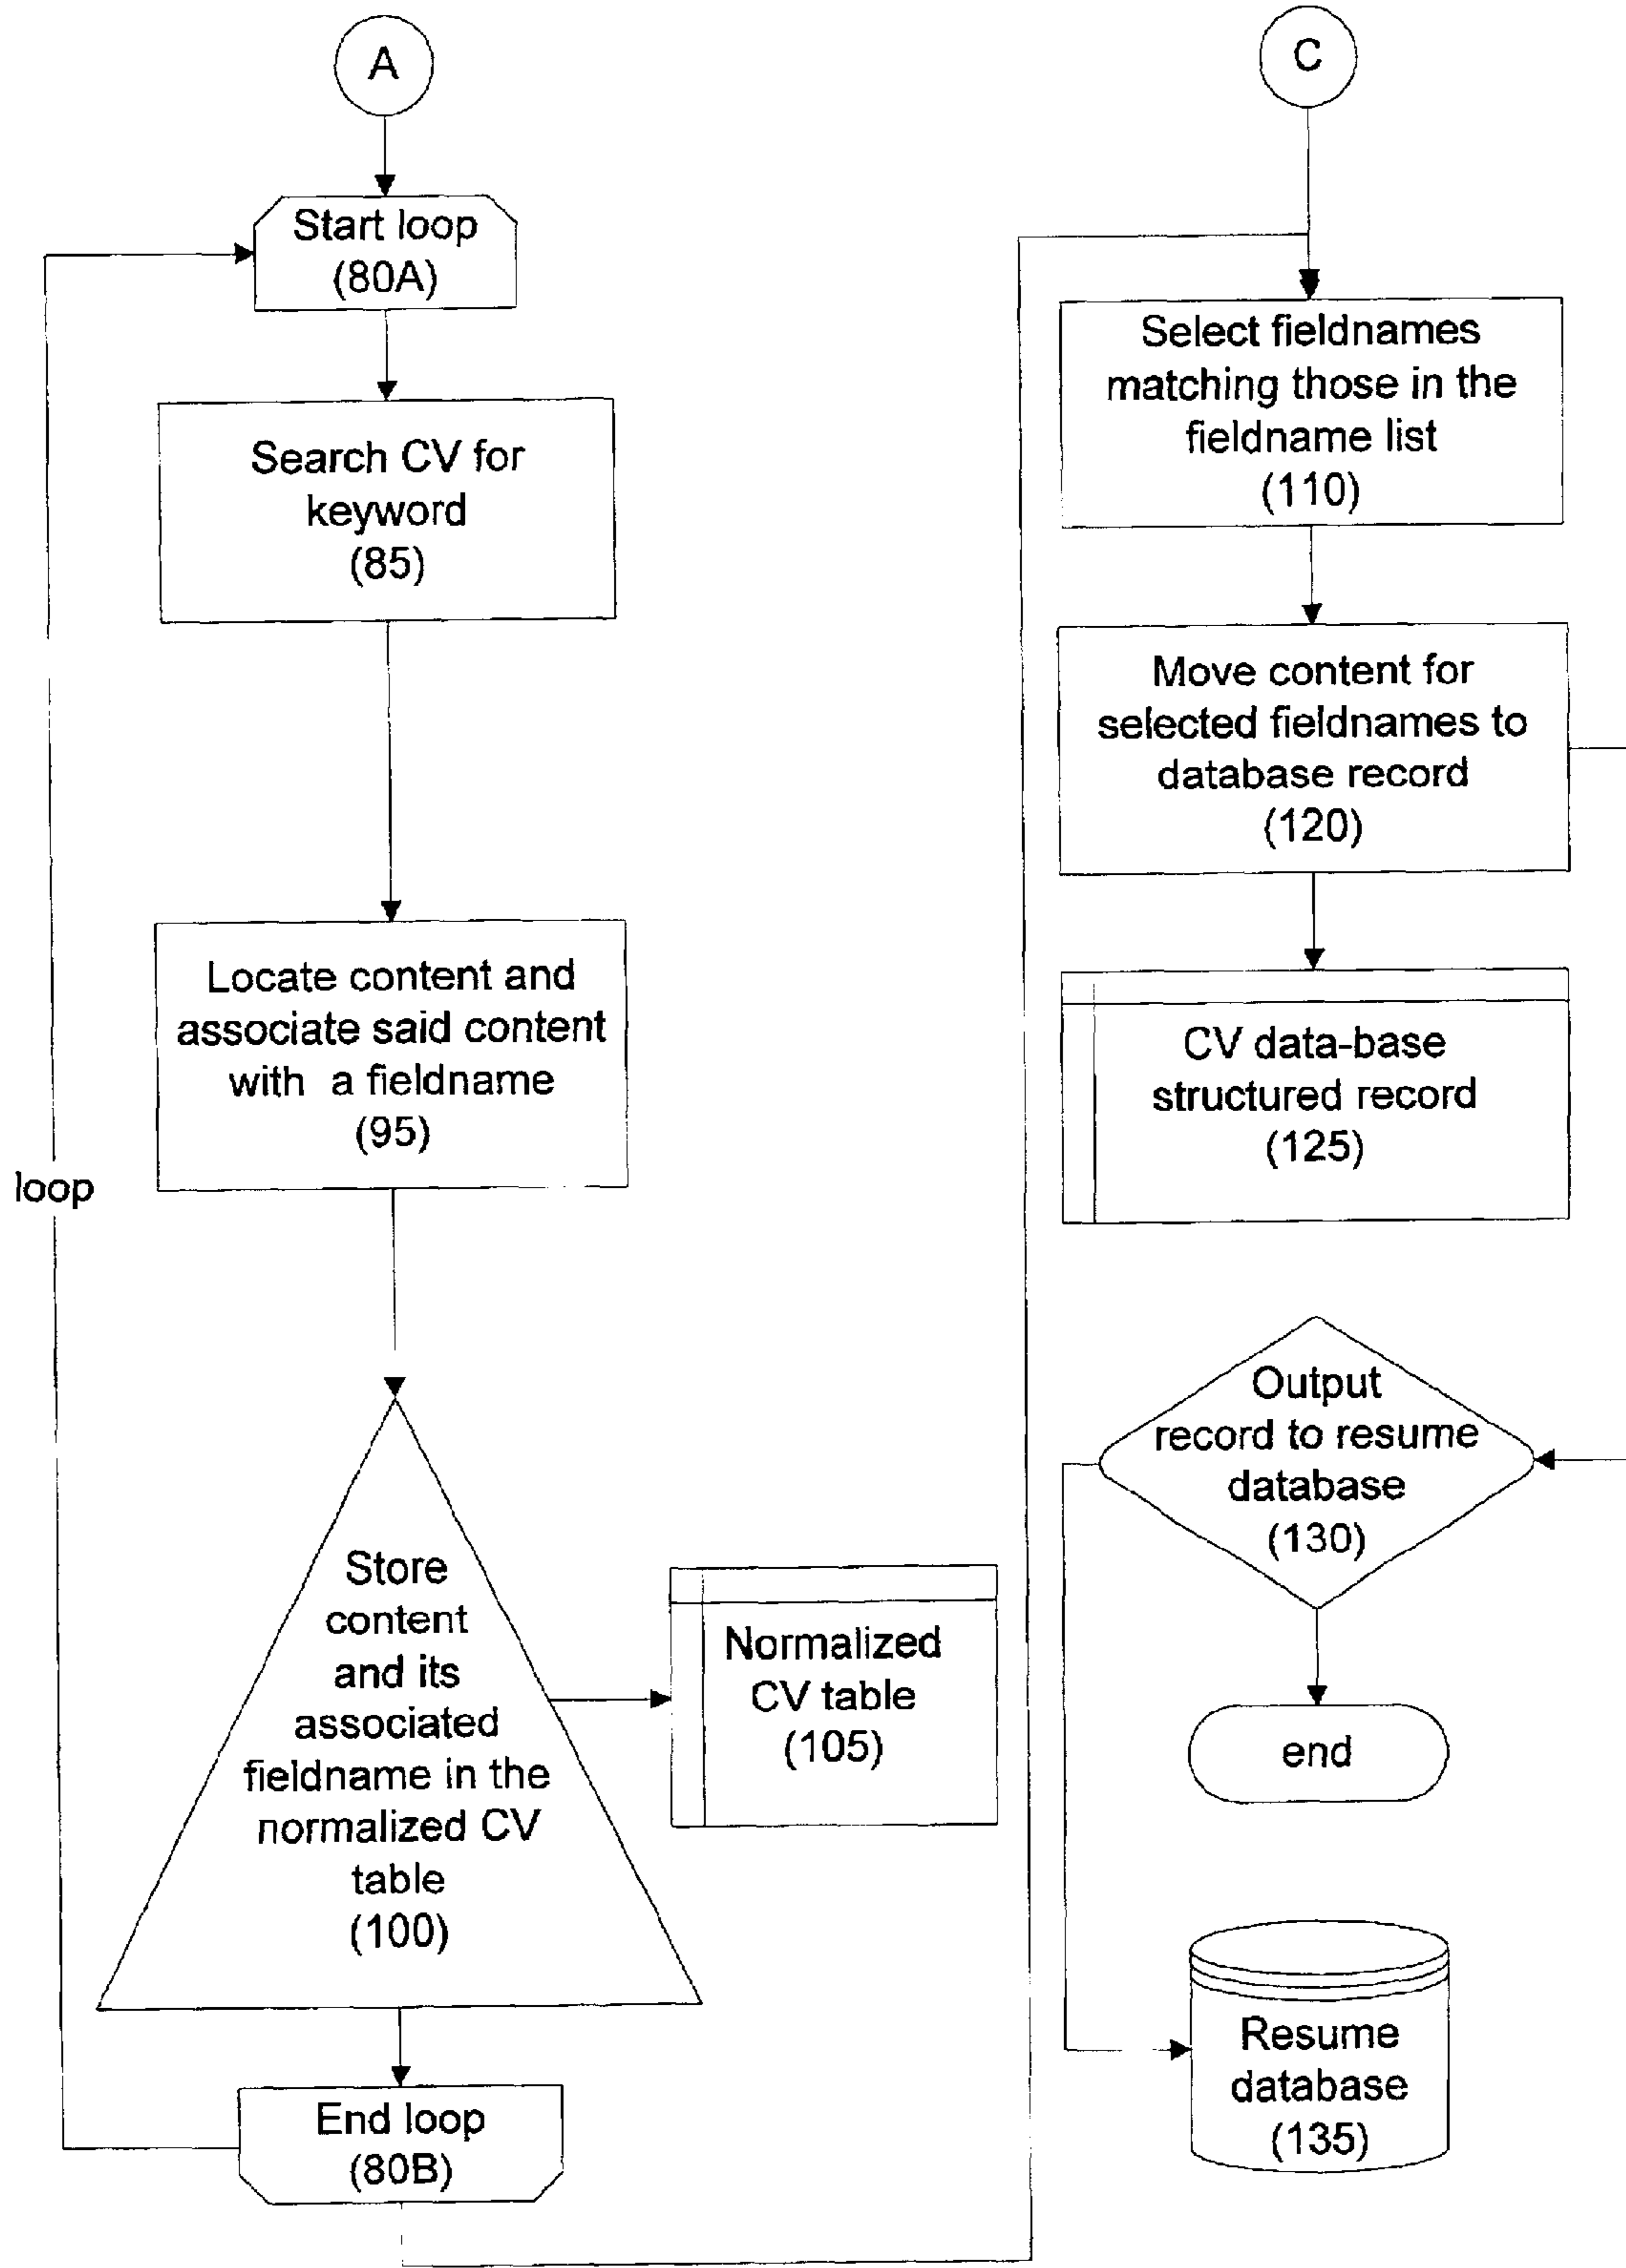 A
Start loop
(80A)
Search CV for
keyword
(85)
Locate content and
associate said content
with a fieldname
(95)
loop
Store
content
and its
associated
fieldname in the
normalized CV
table
(100)
Normalized
CV table
(105)
End loop
(80B)
C
Select fieldnames
matching those in the
fieldname list
(110)
Move content for
selected fieldnames to
database record
(120)
CV data-base
structured record
(125)
Output
record to resume
database
(130)
end
Resume
database
(135)